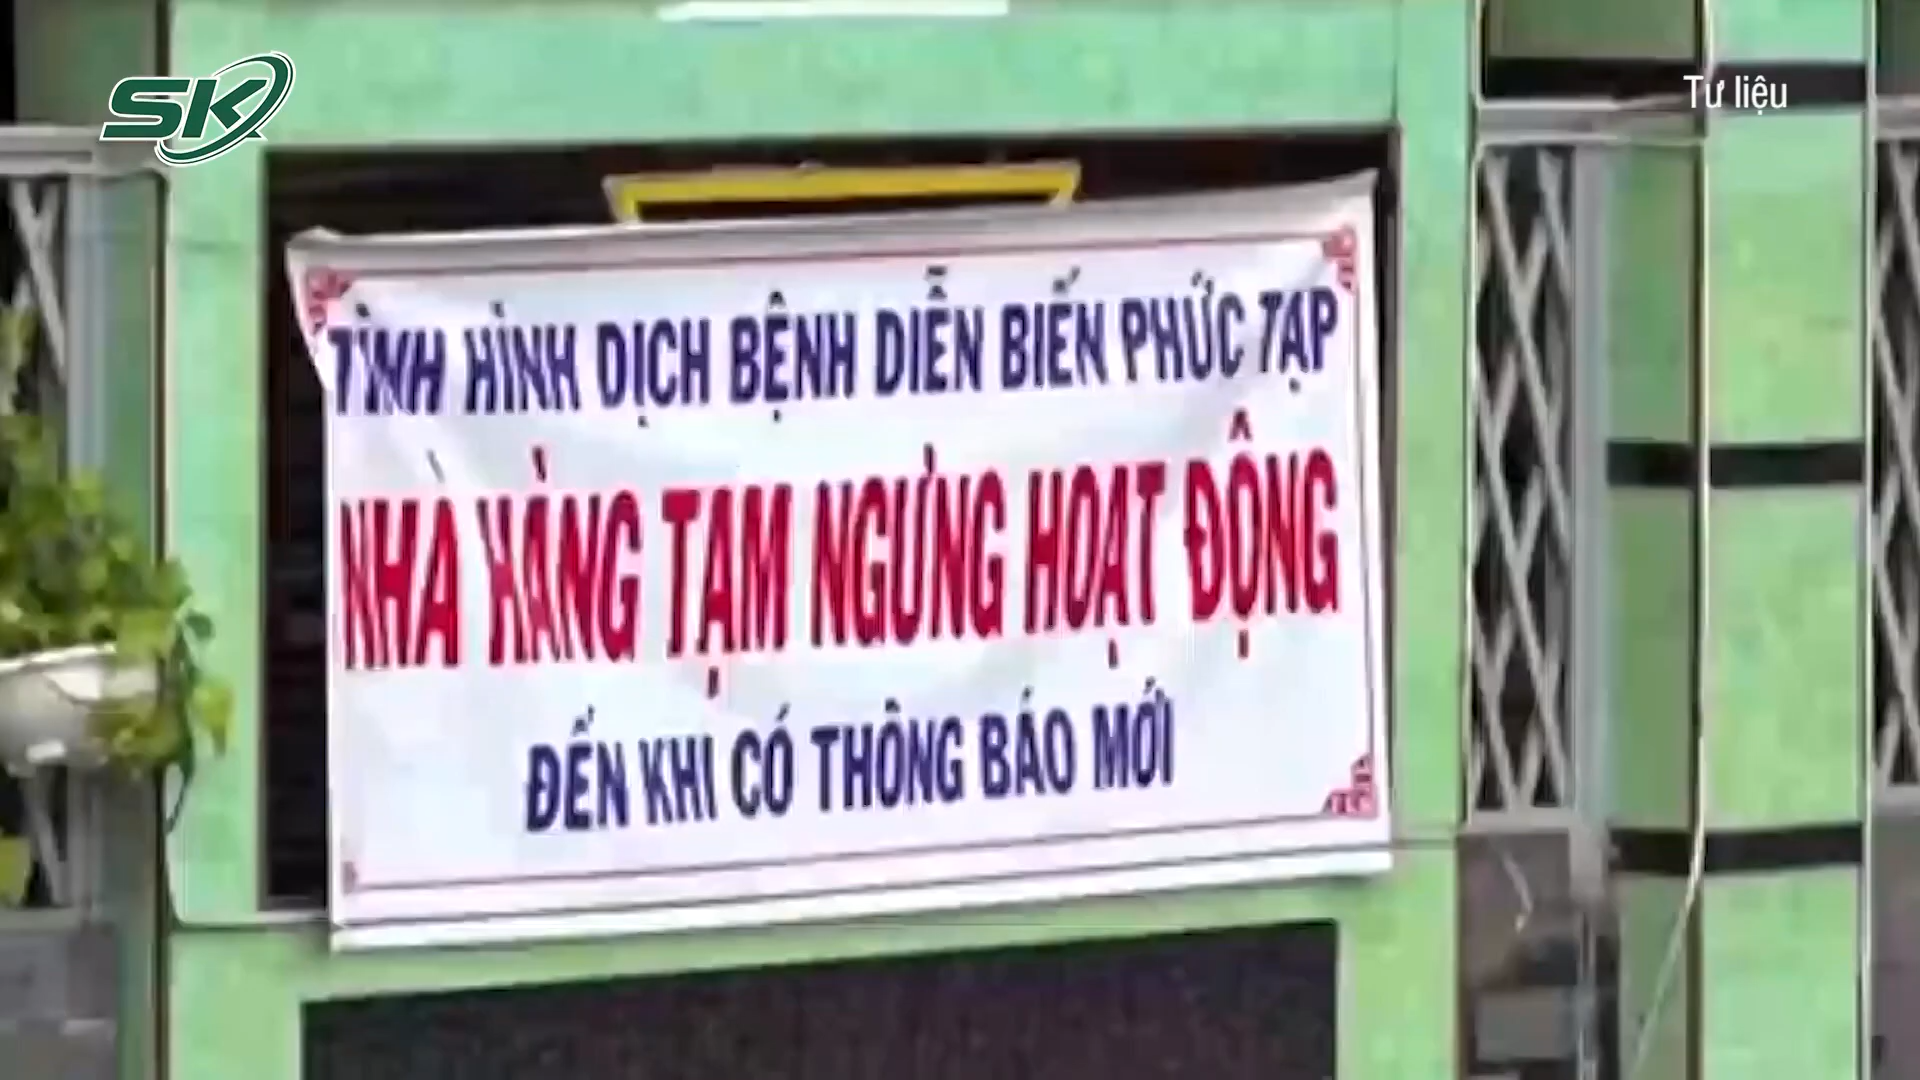 SK
Tư liệu
TÌNH HÌNH DỊCH BỆNH DIỄN BIẾN PHỨC TẠP
NHÀ HÀNG TẠM NGƯNG HOẠT ĐỘNG
ĐẾN KHI CÓ THÔNG BÁO MỚI